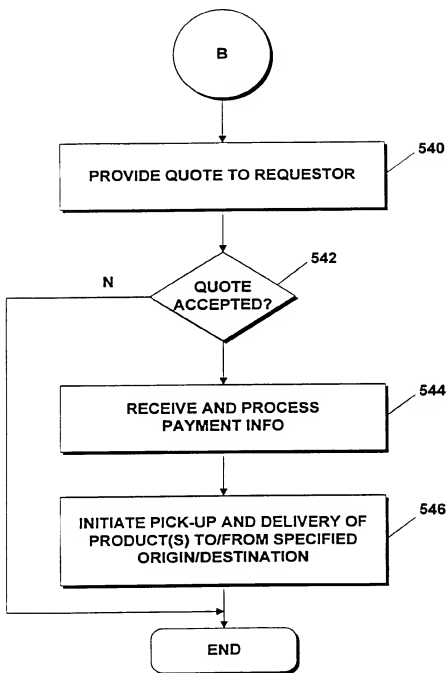 B
540
PROVIDE QUOTE TO REQUESTOR
542
N
QUOTE
ACCEPTED?
544
RECEIVE AND PROCESS
PAYMENT INFO
546
INITIATE PICK-UP AND DELIVERY OF
PRODUCT(S) TO/FROM SPECIFIED
ORIGIN/DESTINATION
END